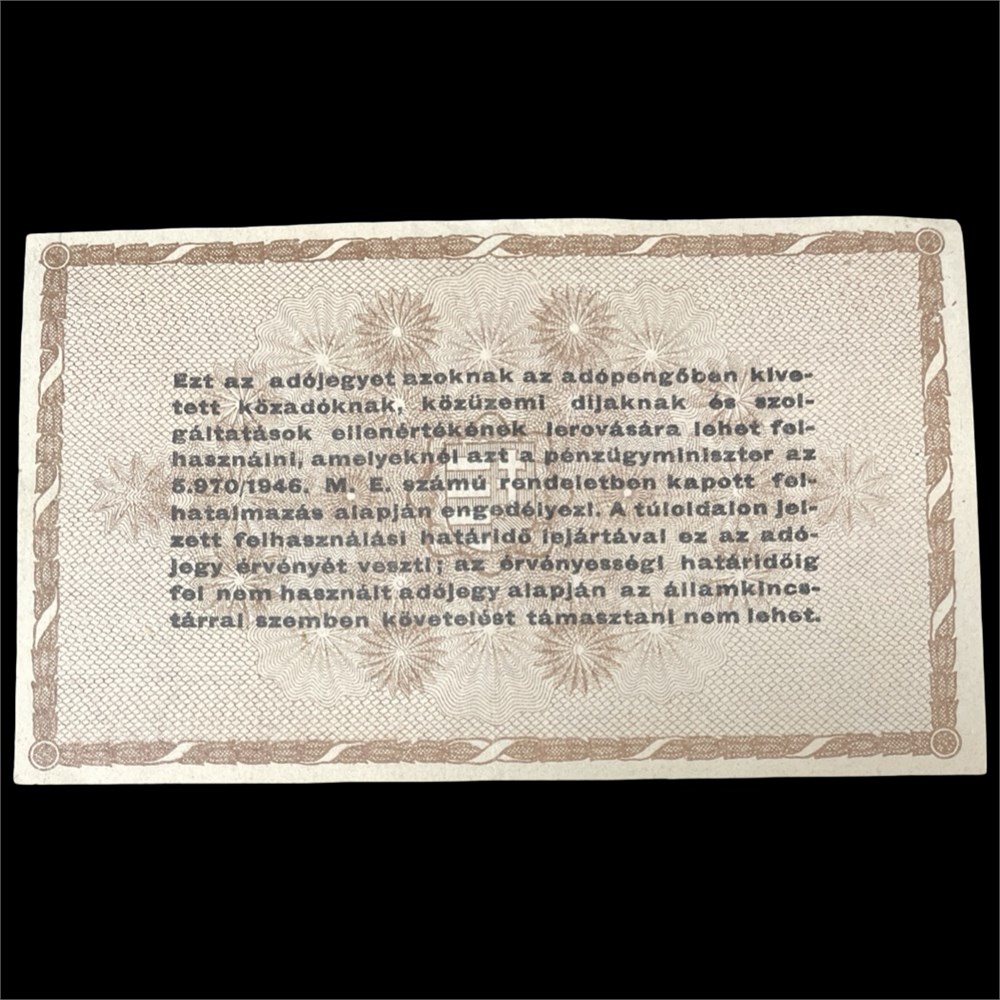 Ezt az adójegyet azoknak az adópengőben kive-
tett közadóknak, közüzemi díjaknak és szol-
gáltatások ellenértékének lerovására lehet fel-
használni, amelyeknél azt a pénzügyminiszter az
5.970/1946. M. E. számú rendeletben kapott fel-
hatalmazás alapján engedélyezi. A túloldalon jel-
zett felhasználási határidő lejártával ez az adó-
jegy érvényét veszti; az érvényességi határidőig
fel nem használt adójegy alapján az államkincs-
tárral szemben követelést támasztani nem lehet.